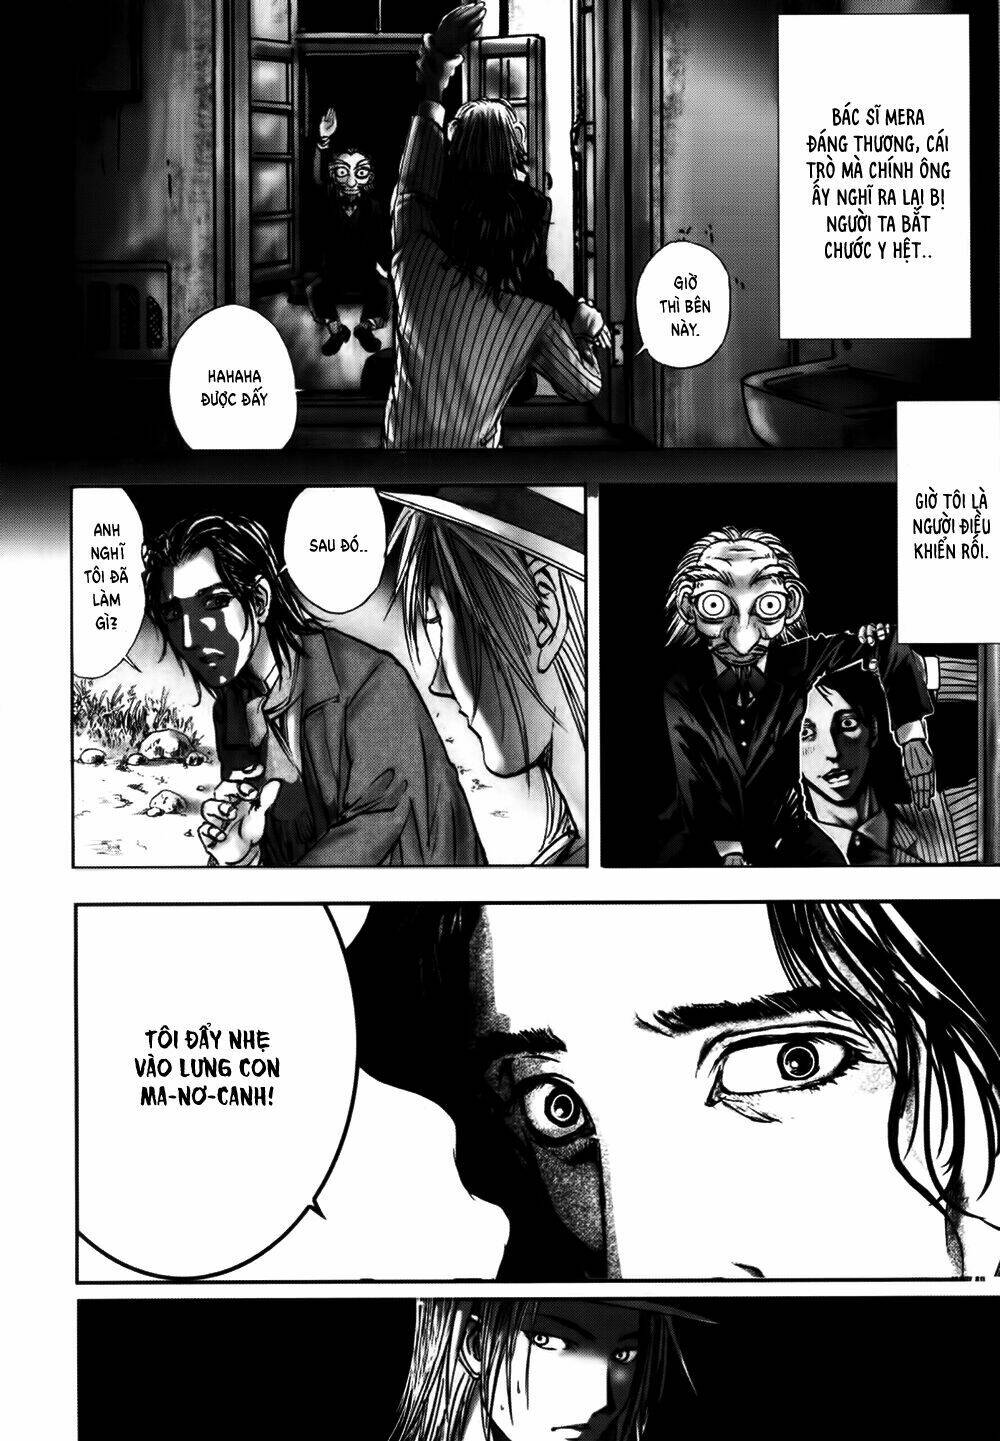 BÁC SĨ MERA
ĐÁNG THƯƠNG, CÁI
TRÒ MÀ CHÍNH ÔNG
ẤY NGHĨ RA LẠI BỊ
NGƯỜI TA BẮT
CHƯỚC Y HỆT..
GIỜ
THÌ BÊN
NÀY.
HAHAHA
ĐƯỢC ĐẤY
GIỜ TÔI LÀ
NGƯỜI ĐIỀU
KHIỂN RỐI.
SAU ĐÓ..
ANH
NGHĨ
TÔI ĐÃ
LÀM
GÌ?
TÔI ĐẨY NHẸ
VÀO LƯNG CON
MA-NƠ-CANH!